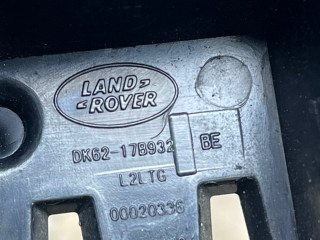 LAND
ROVER
DK62-17B932 BE
L2LTG
00020336